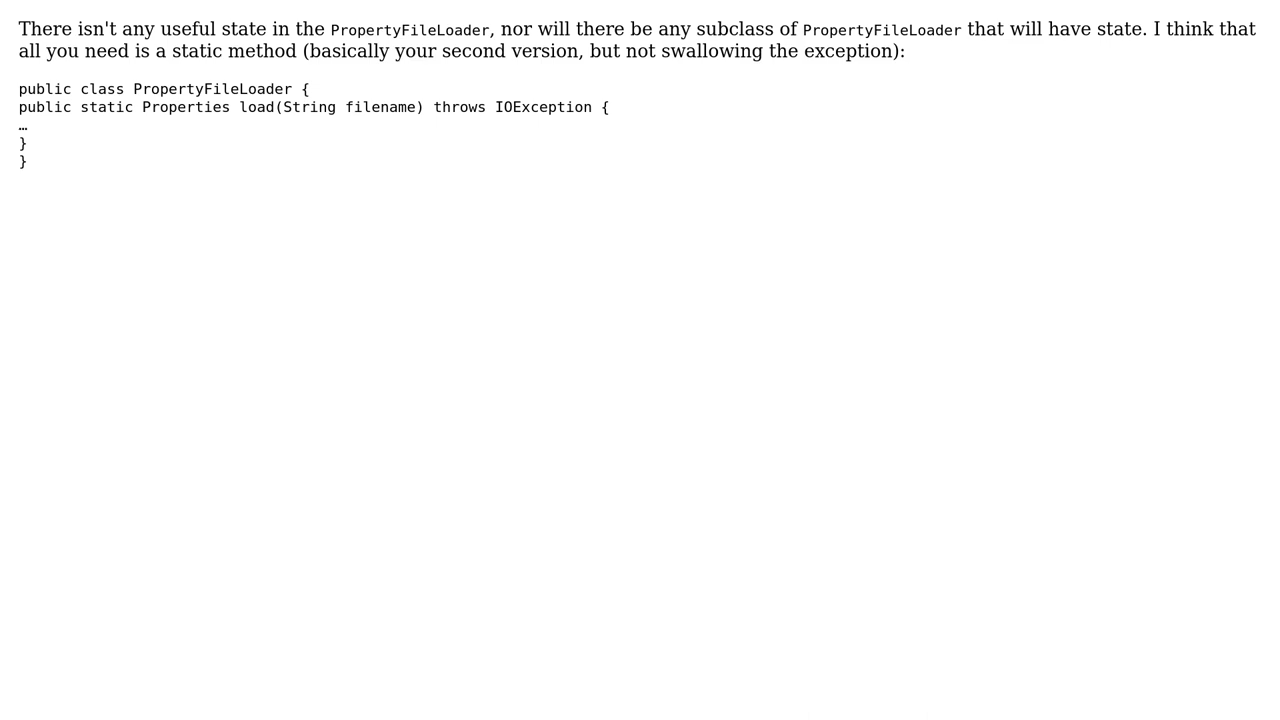 There isn't any useful state in the PropertyFileLoader, nor will there be any subclass of PropertyFileLoader that will have state. I think that
all you need is a static method (basically your second version, but not swallowing the exception):
public class PropertyFileLoader {
public static Properties load(String filename) throws IOException {
…
}
}